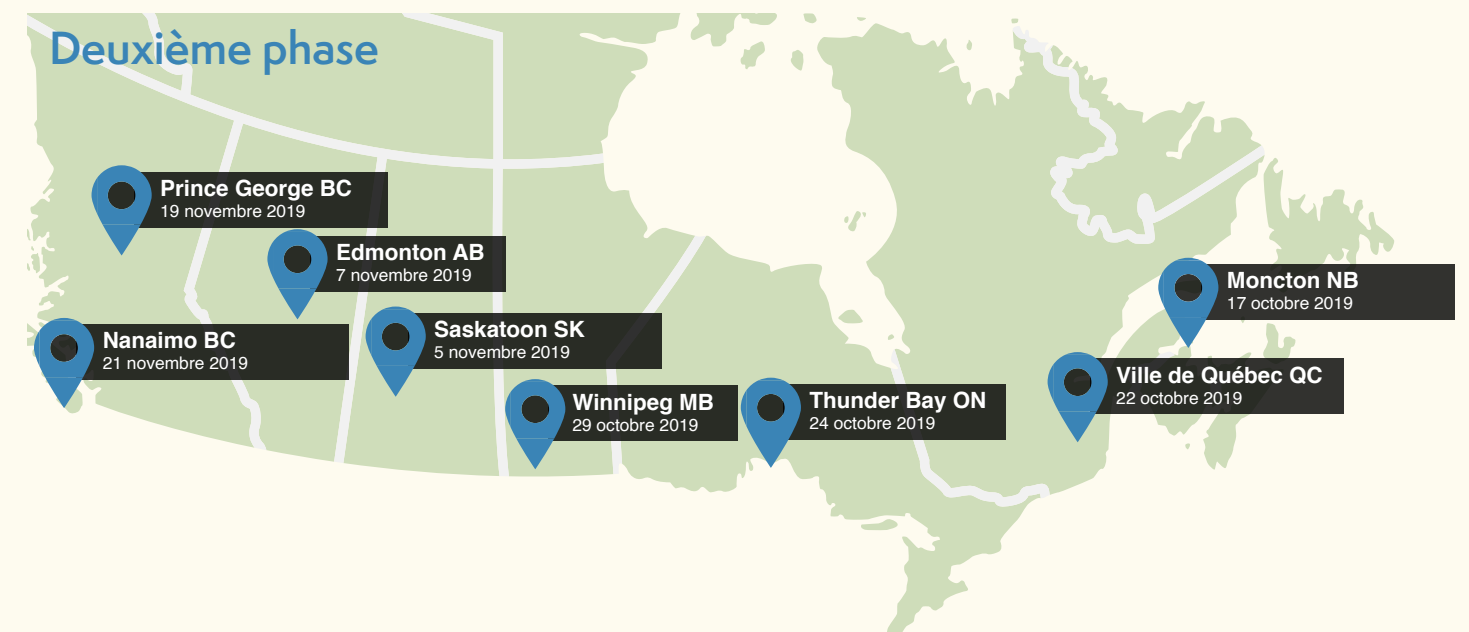 Deuxième phase
Prince George BC
19 novembre 2019
Edmonton AB
7 novembre 2019
Moncton NB
17 octobre 2019
Nanaimo BC
21 novembre 2019
Saskatoon SK
5 novembre 2019
Ville de Québec QC
22 octobre 2019
Winnipeg MB
29 octobre 2019
Thunder Bay ON
24 octobre 2019